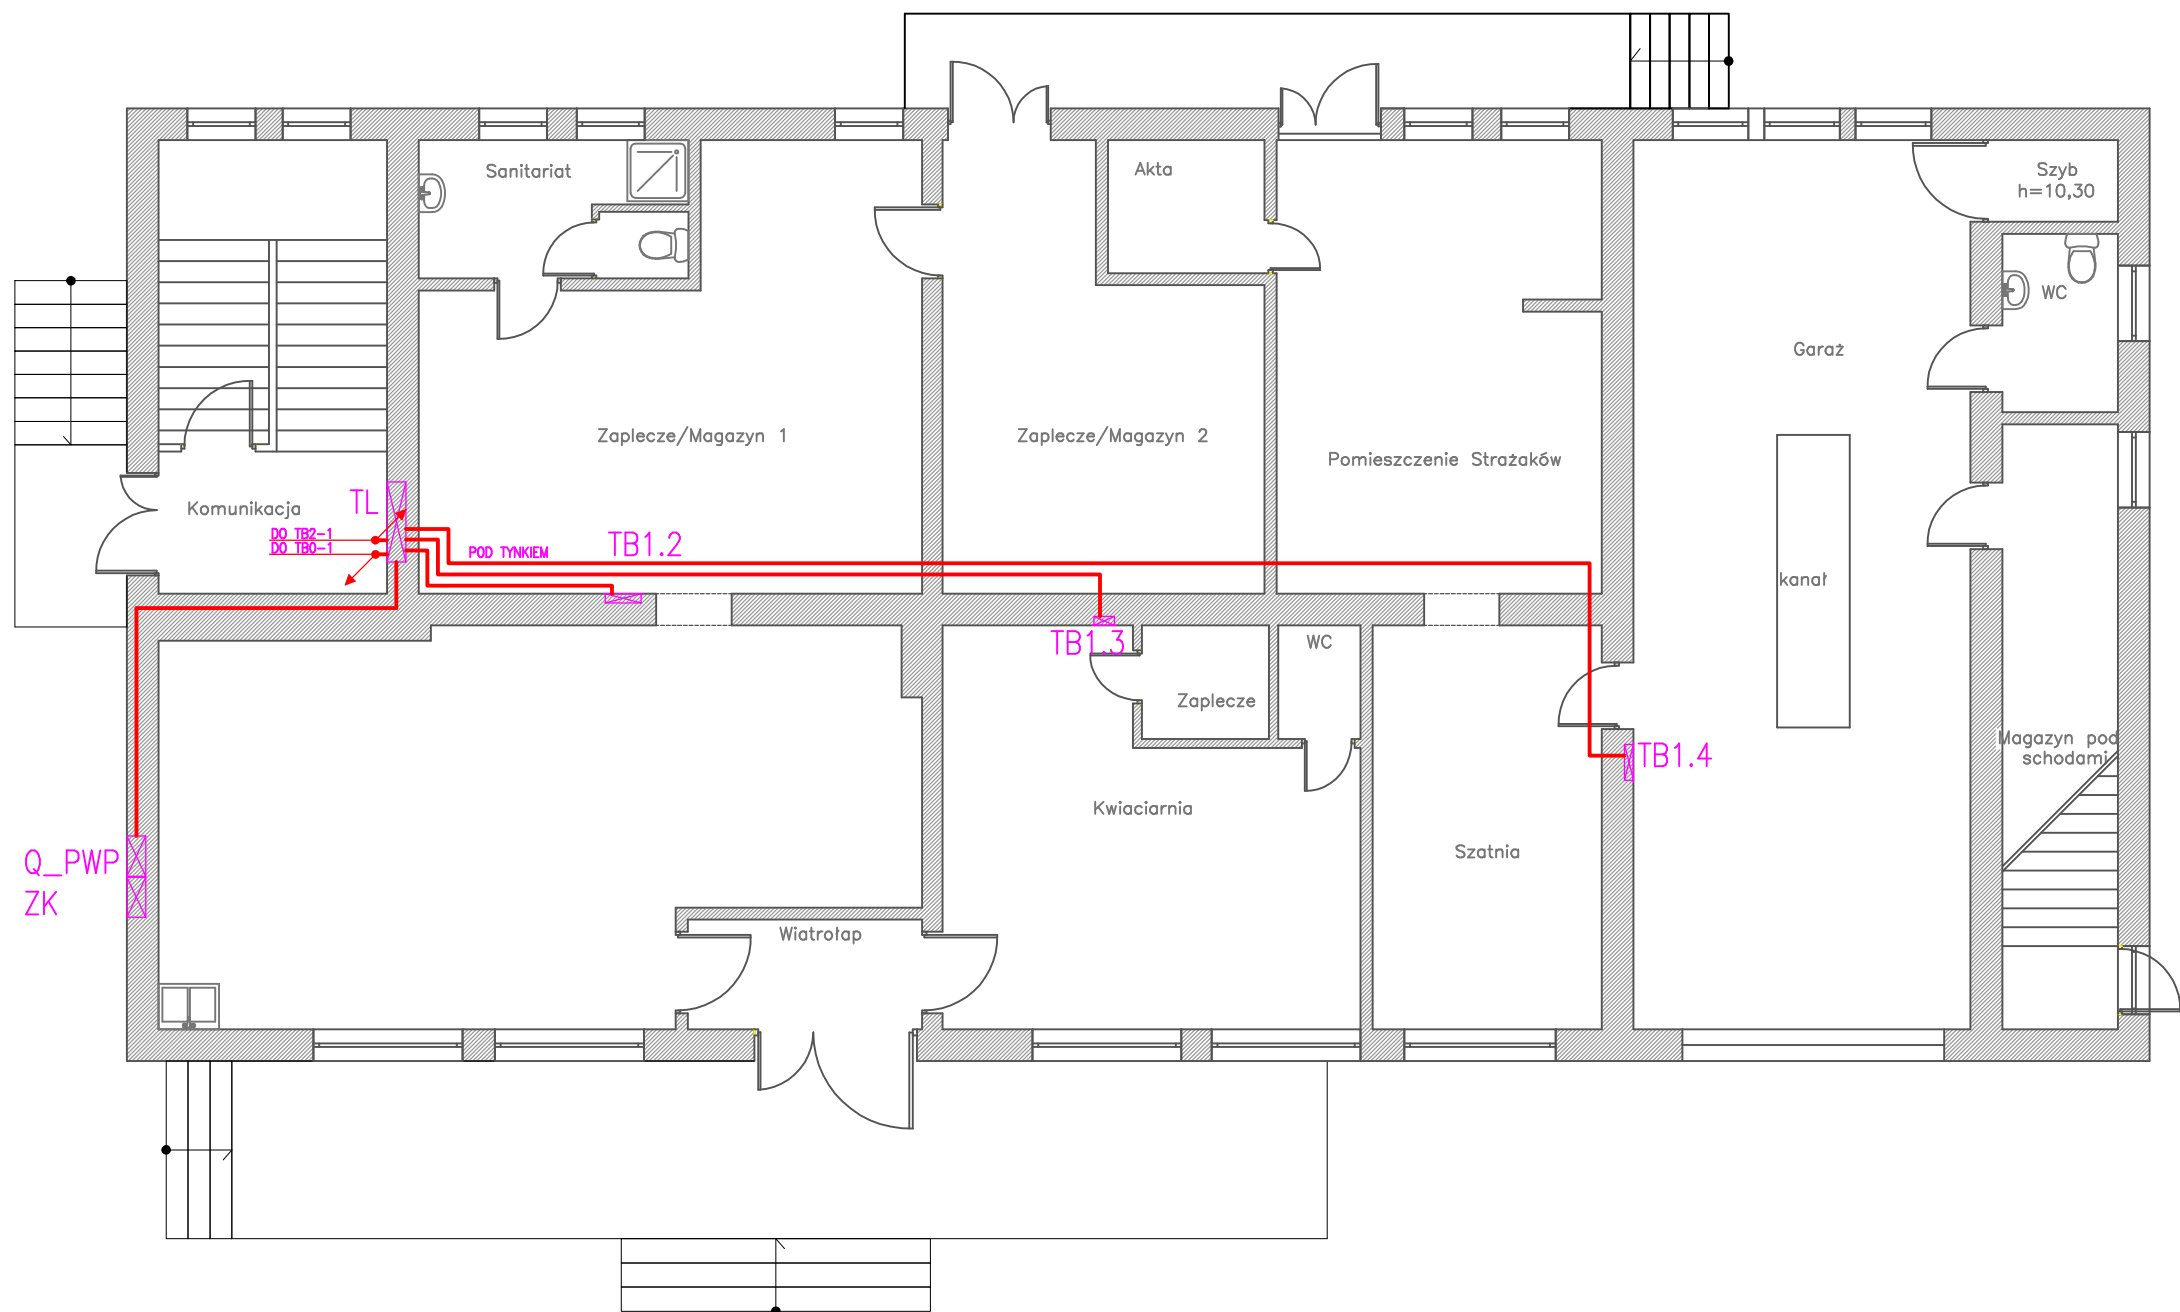 Sanitariat
Akta
Szyb
h=10,30
WC
Garaż
Zaplecze/Magazyn 1
Zaplecze/Magazyn 2
Pomieszczenie Strażaków
TL
Komunikacja
DO TB2-1
DO TB0-1
POD TYNKIEM
TB1.2
kanał
TB1.3
WC
Zaplecze
Magazyn pod
schodami
TB1.4
Kwiaciarnia
Szatnia
Q_PWP
ZK
Wiatrołap